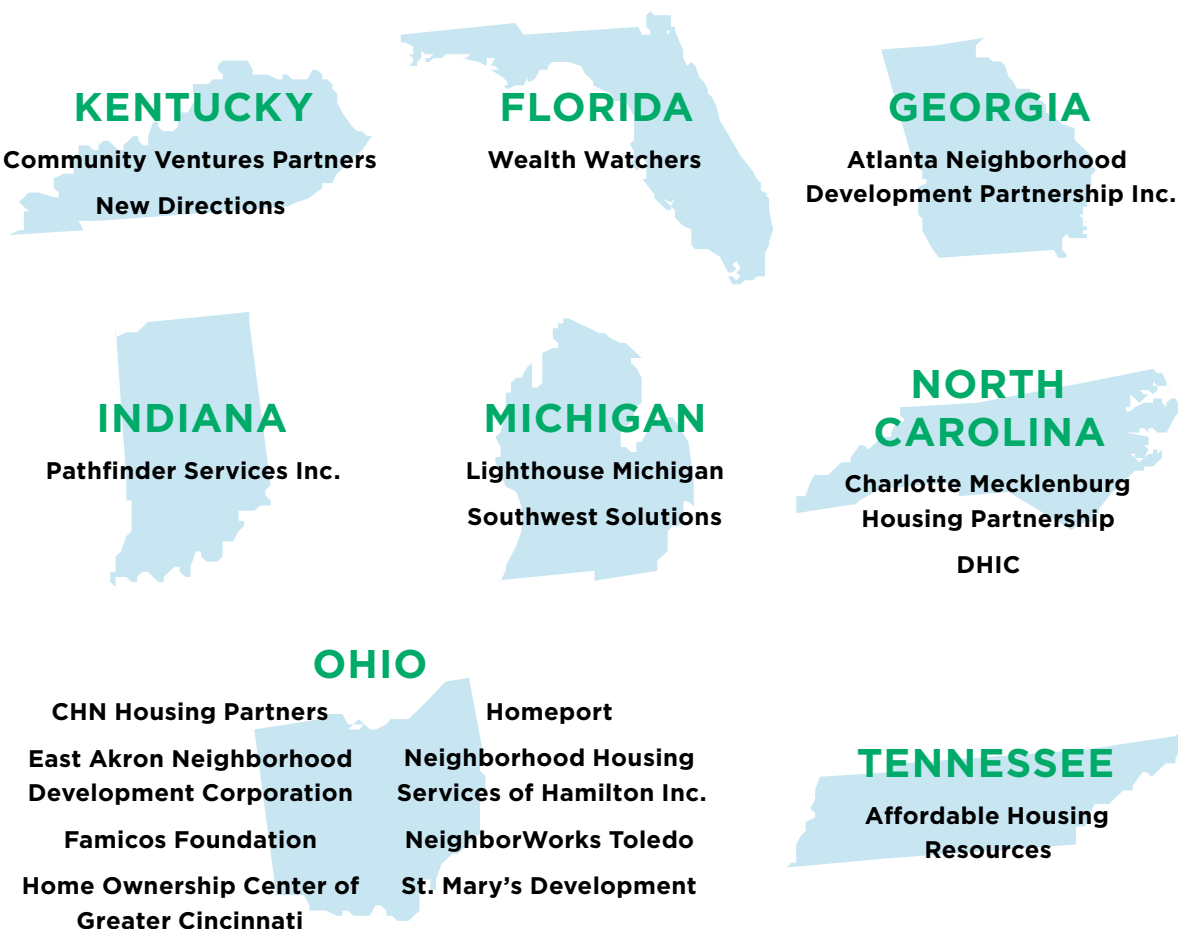 KENTUCKY
Community Ventures Partners
New Directions
FLORIDA
Wealth Watchers
GEORGIA
Atlanta Neighborhood
Development Partnership Inc.
INDIANA
Pathfinder Services Inc.
MICHIGAN
Lighthouse Michigan
Southwest Solutions
NORTH
CAROLINA
Charlotte Mecklenburg
Housing Partnership
DHIC
OHIO
CHN Housing Partners
East Akron Neighborhood
Development Corporation
Famicos Foundation
Home Ownership Center of
Greater Cincinnati
Homeport
Neighborhood Housing
Services of Hamilton Inc.
NeighborWorks Toledo
St. Mary’s Development
TENNESSEE
Affordable Housing
Resources